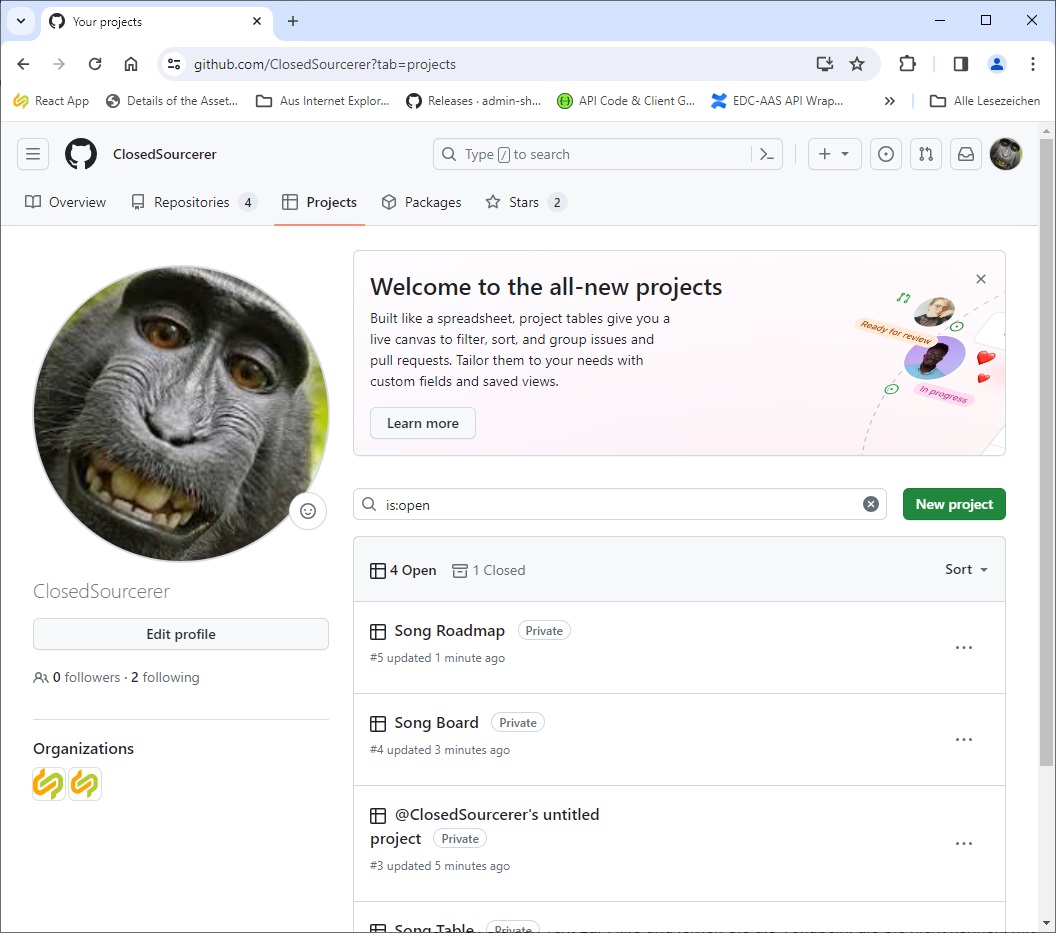 Your projects
github.com/ClosedSourcerer?tab=projects
React App Details of the Asset... Aus Internet Explor... Releases · admin-sh... API Code & Client G... EDC-AAS API Wrap... » Alle Lesezeichen
ClosedSourcerer Type / to search
Overview Repositories 4 Projects Packages Stars 2
Welcome to the all-new projects
Built like a spreadsheet, project tables give you a
live canvas to filter, sort, and group issues and
pull requests. Tailor them to your needs with
custom fields and saved views.
Learn more
Ready for review
In progress
is:open
New project
4 Open 1 Closed Sort
ClosedSourcerer
Edit profile
0 followers · 2 following
Organizations
Song Roadmap Private
#5 updated 1 minute ago
Song Board Private
#4 updated 3 minutes ago
@ClosedSourcerer's untitled
project Private
#3 updated 5 minutes ago
Song Table Private